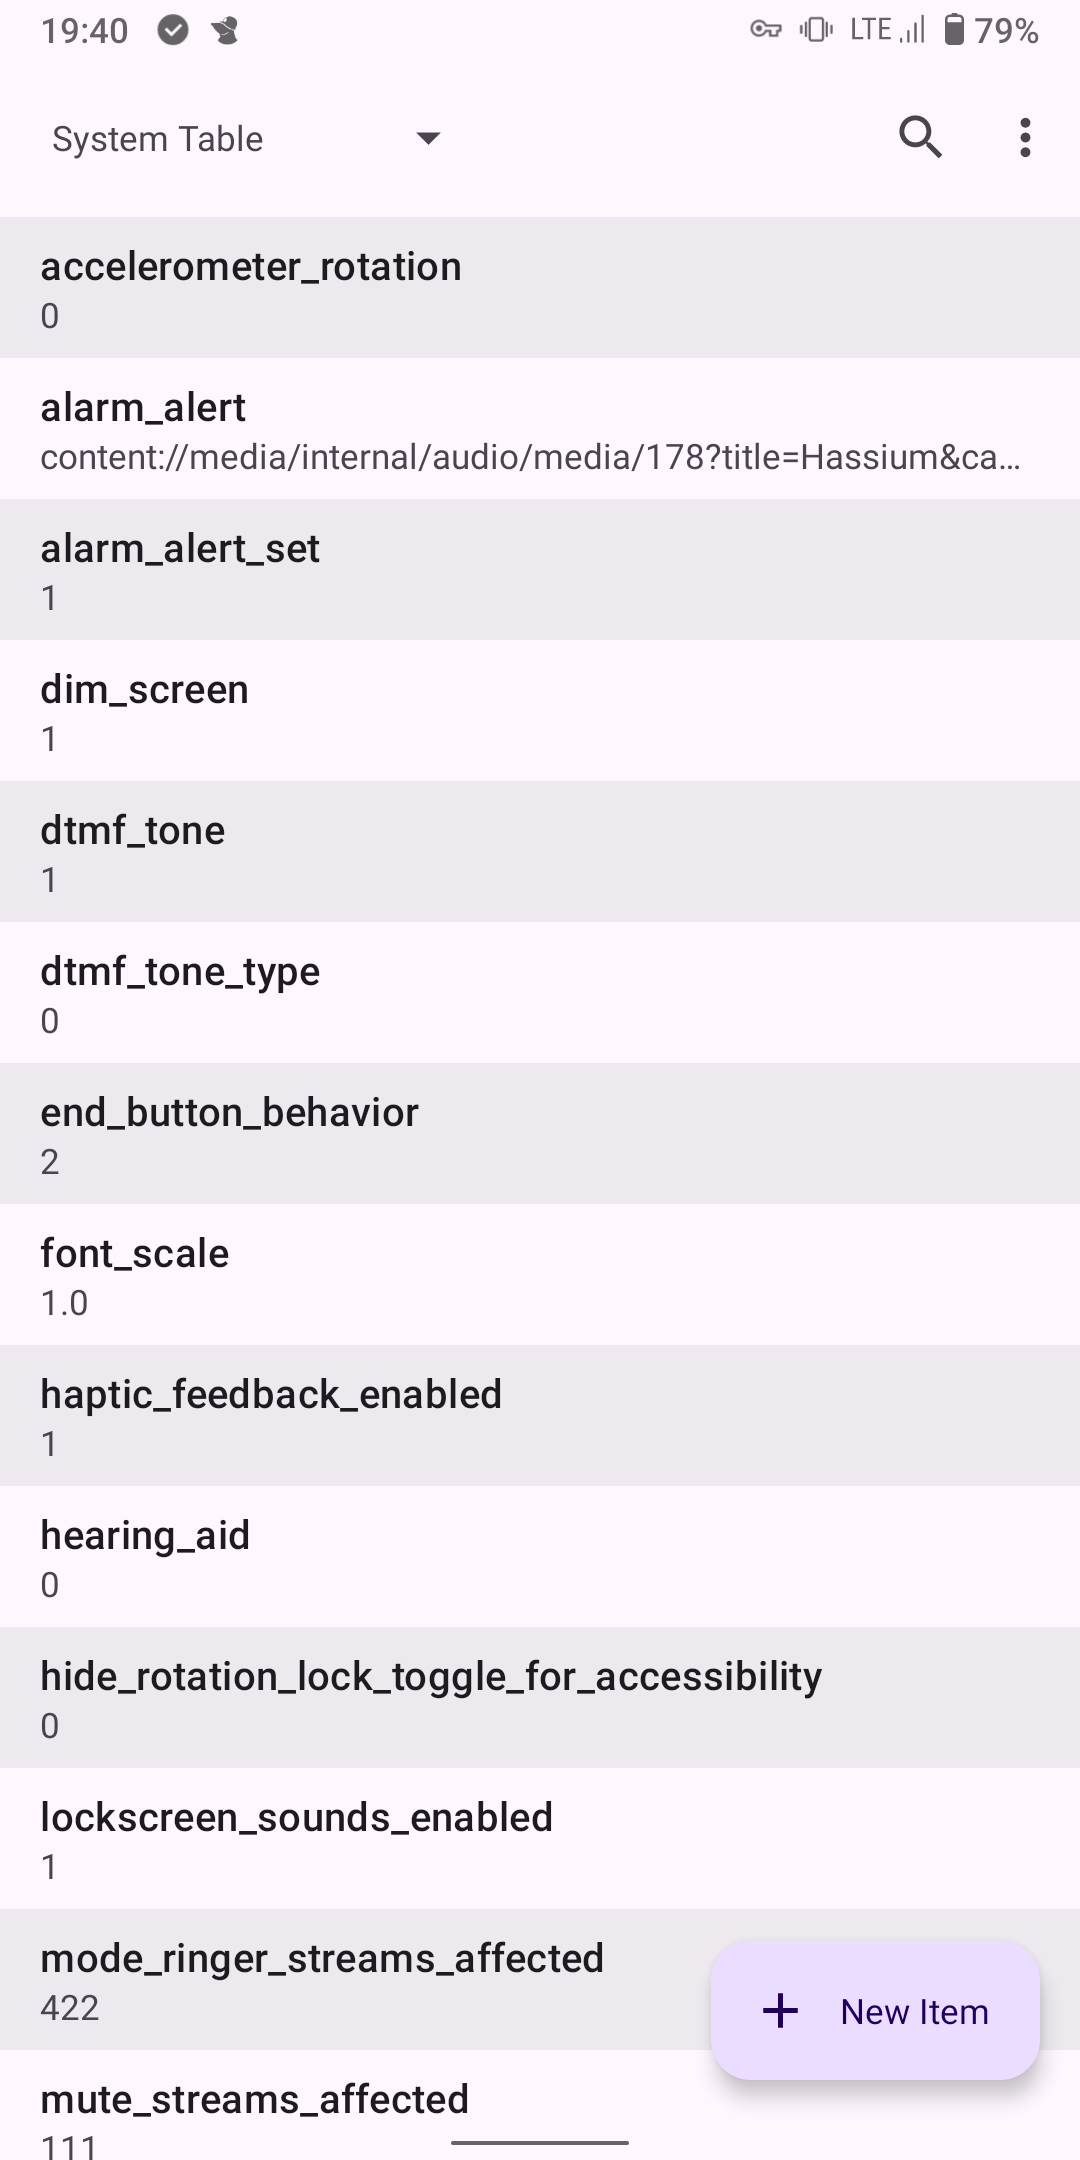 19:40 LTE 79%
System Table
accelerometer_rotation
0
alarm_alert
content://media/internal/audio/media/178?title=Hassium&ca…
alarm_alert_set
1
dim_screen
1
dtmf_tone
1
dtmf_tone_type
0
end_button_behavior
2
font_scale
1.0
haptic_feedback_enabled
1
hearing_aid
0
hide_rotation_lock_toggle_for_accessibility
0
lockscreen_sounds_enabled
1
mode_ringer_streams_affected
422
New Item
mute_streams_affected
111